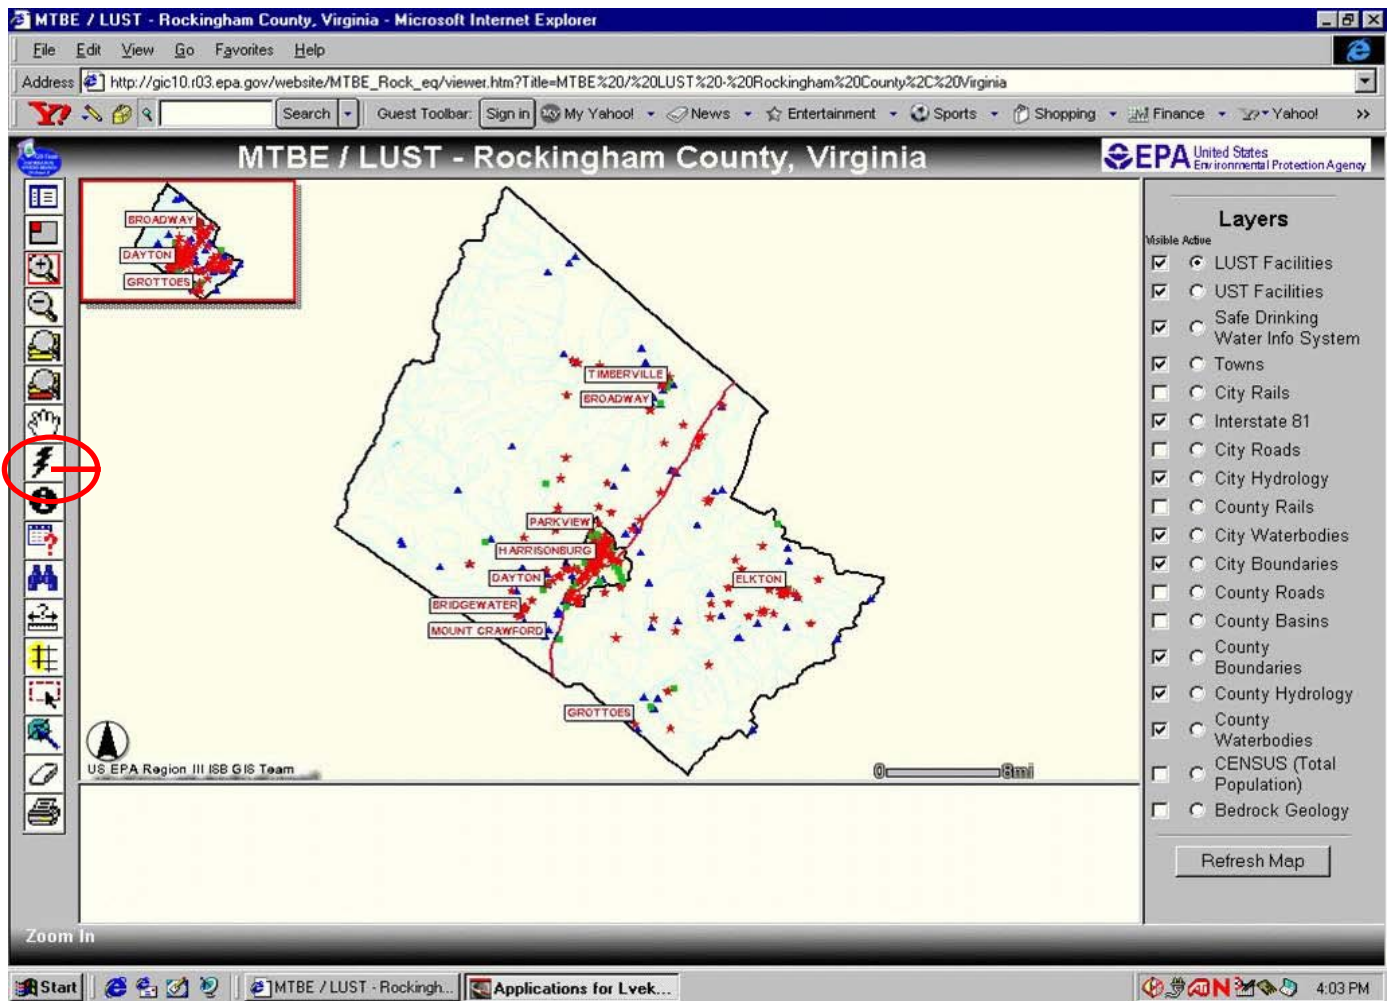 MTBE / LUST - Rockingham County, Virginia - Microsoft Internet Explorer
File Edit View Go Favorites Help
Address http://gic10.r03.epa.gov/website/MTBE_Rock_eq/viewer.htm?Title=MTBE%20/%20LUST%20-%20Rockingham%20County%2C%20Virginia
Y! Search Guest Toolbar: Sign in My Yahoo! News Entertainment Sports Shopping Finance Yahoo! >>
MTBE / LUST - Rockingham County, Virginia
EPA United States
Environmental Protection Agency
BROADWAY
DAYTON
GROTTOES
TIMBERVILLE
BROADWAY
PARKVIEW
HARRISONBURG
DAYTON
ELKTON
BRIDGEWATER
MOUNT CRAWFORD
GROTTOES
US EPA Region III ISB GIS Team
0 8mi
Layers
Visible Active
LUST Facilities
UST Facilities
Safe Drinking
Water Info System
Towns
City Rails
Interstate 81
City Roads
City Hydrology
County Rails
City Waterbodies
City Boundaries
County Roads
County Basins
County
Boundaries
County Hydrology
County
Waterbodies
CENSUS (Total
Population)
Bedrock Geology
Refresh Map
Zoom In
Start MTBE / LUST - Rockingh... Applications for Lvek... 4:03 PM